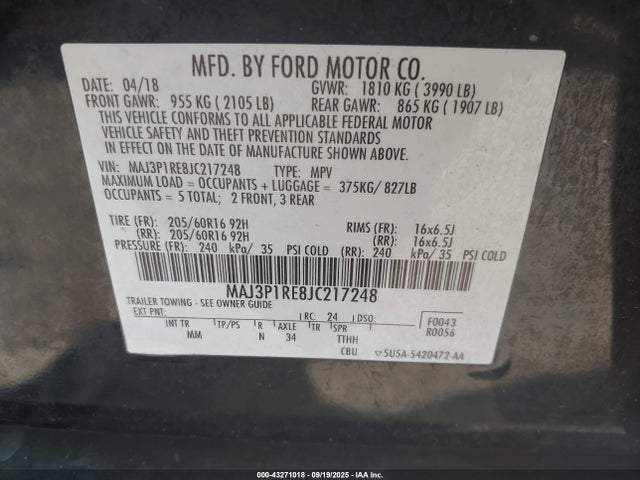 MFD. BY FORD MOTOR CO.
DATE: 04/18 GVWR: 1810 KG ( 3990 LB)
FRONT GAWR: 955 KG ( 2105 LB) REAR GAWR: 865 KG ( 1907 LB)
THIS VEHICLE CONFORMS TO ALL APPLICABLE FEDERAL MOTOR
VEHICLE SAFETY AND THEFT PREVENTION STANDARDS
IN EFFECT ON THE DATE OF MANUFACTURE SHOWN ABOVE.
VIN: MAJ3P1RE8JC217248 TYPE: MPV
MAXIMUM LOAD = OCCUPANTS + LUGGAGE = 375KG/ 827LB
OCCUPANTS = 5 TOTAL; 2 FRONT, 3 REAR
TIRE (FR): 205/60R16 92H RIMS (FR): 16x6.5J
(RR): 205/60R16 92H (RR): 16x6.5J
PRESSURE (FR): 240 kPa/ 35 PSI COLD (RR): 240 kPa/ 35 PSI COLD
MAJ3P1RE8JC217248
TRAILER TOWING - SEE OWNER GUIDE
EXT PNT: RC: 24 DSO: F0043
R0056
INT TR TP/PS R AXLE TR SPR
MM N 34 TTHH
CBU 5U5A-5420472-AA
000-43271018 - 09/19/2025 - IAAI.COM